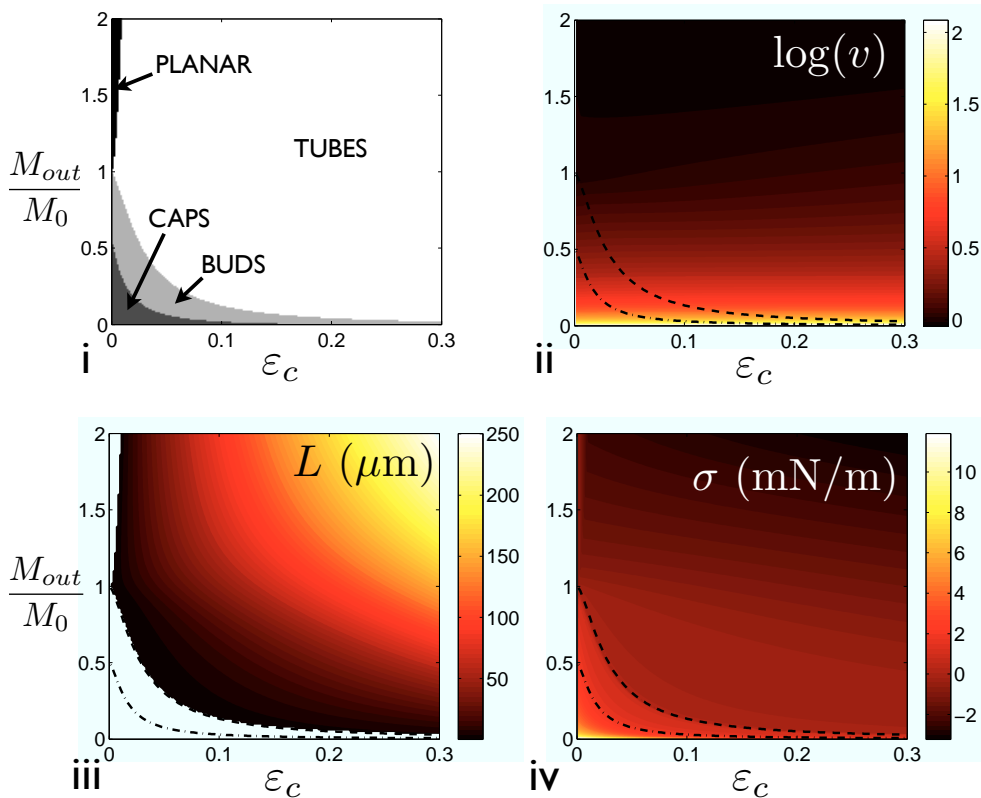 2
PLANAR
1.5
TUBES
M_out
1
M_0
CAPS
0.5
BUDS
0
0 0.1 0.2 0.3
i
ε_c
2
log(v)
1.5
1
0.5
0
0 0.1 0.2 0.3
ii
ε_c
2
1.5
1
0.5
0
2
L (μm)
1.5
M_out
1
M_0
0.5
0
0 0.1 0.2 0.3
iii
ε_c
250
200
150
100
50
2
σ (mN/m)
1.5
1
0.5
0
0 0.1 0.2 0.3
iv
ε_c
10
8
6
4
2
0
−2